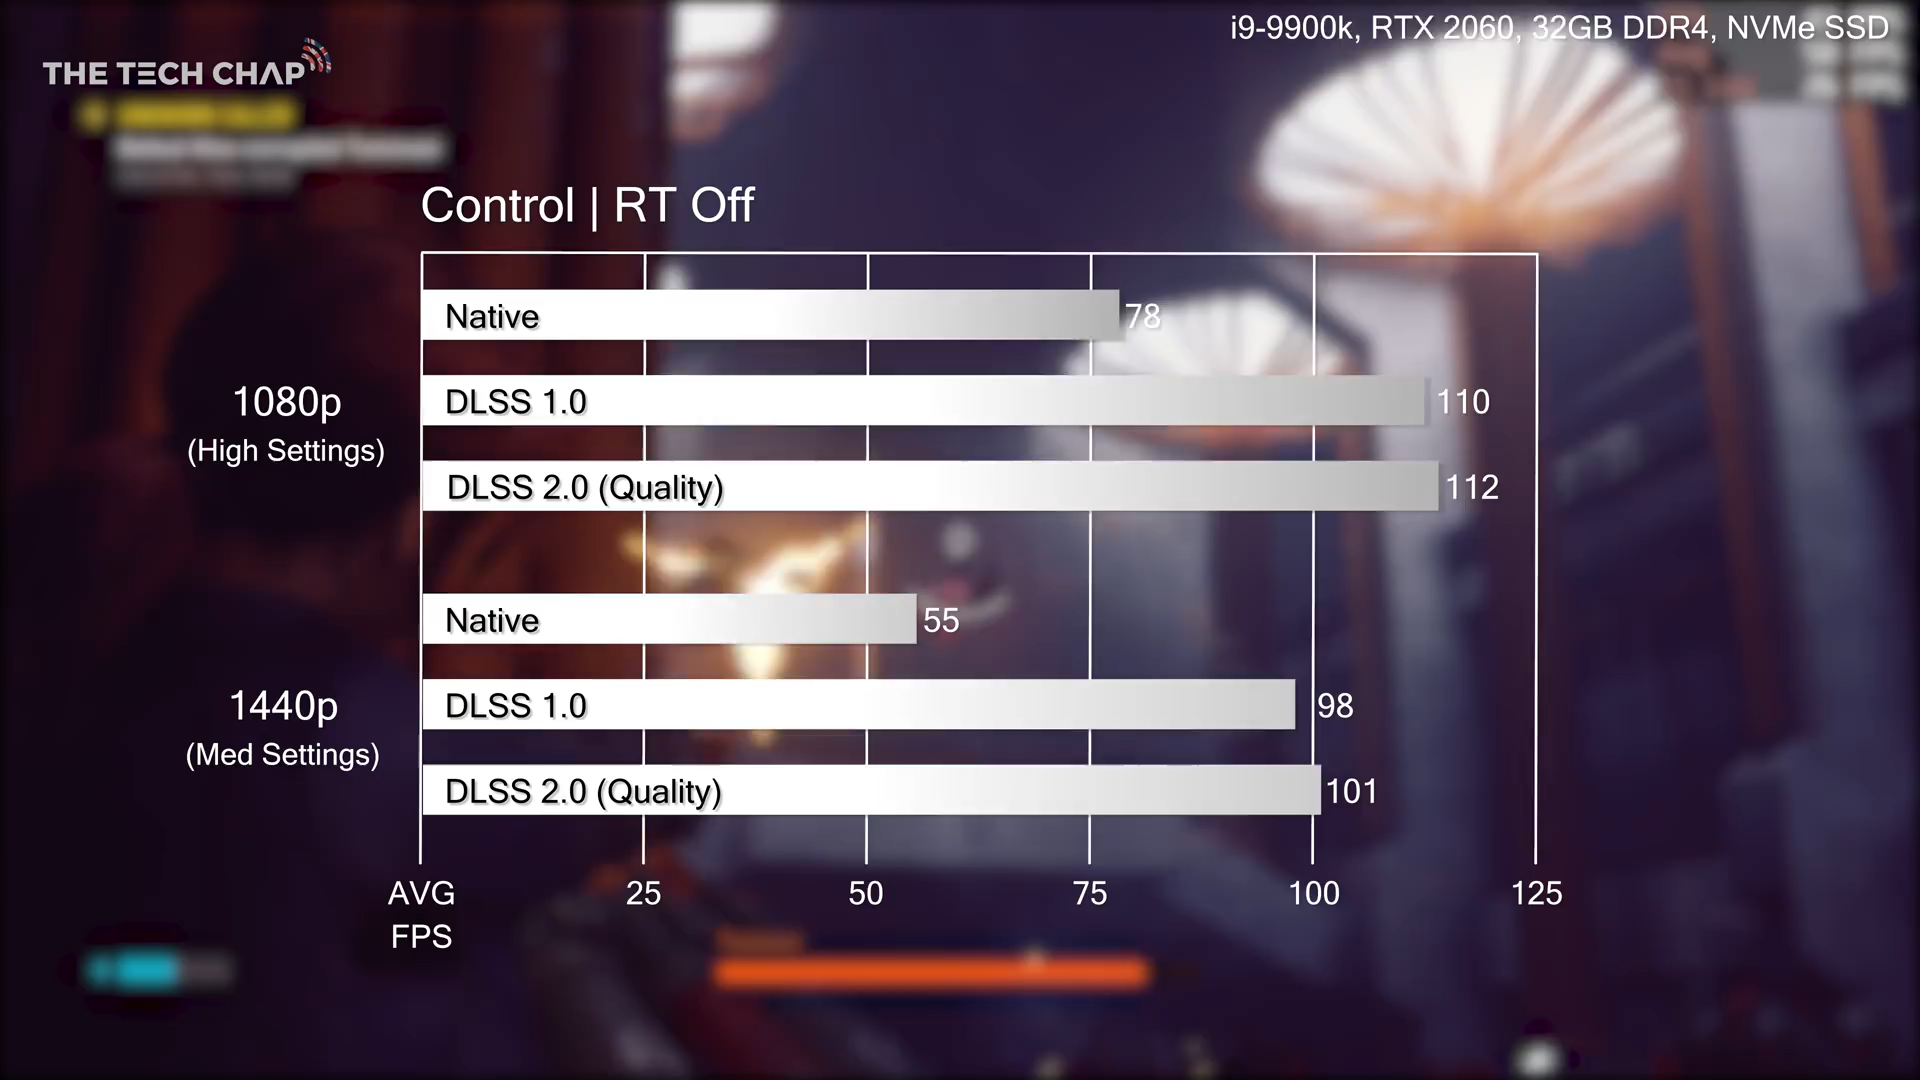 i9-9900k, RTX 2060, 32GB DDR4, NVMe SSD
THE TECH CHAP
Control | RT Off
Native
78
1080p
(High Settings)
DLSS 1.0
110
DLSS 2.0 (Quality)
112
Native
55
1440p
(Med Settings)
DLSS 1.0
98
DLSS 2.0 (Quality)
101
AVG
FPS
25
50
75
100
125